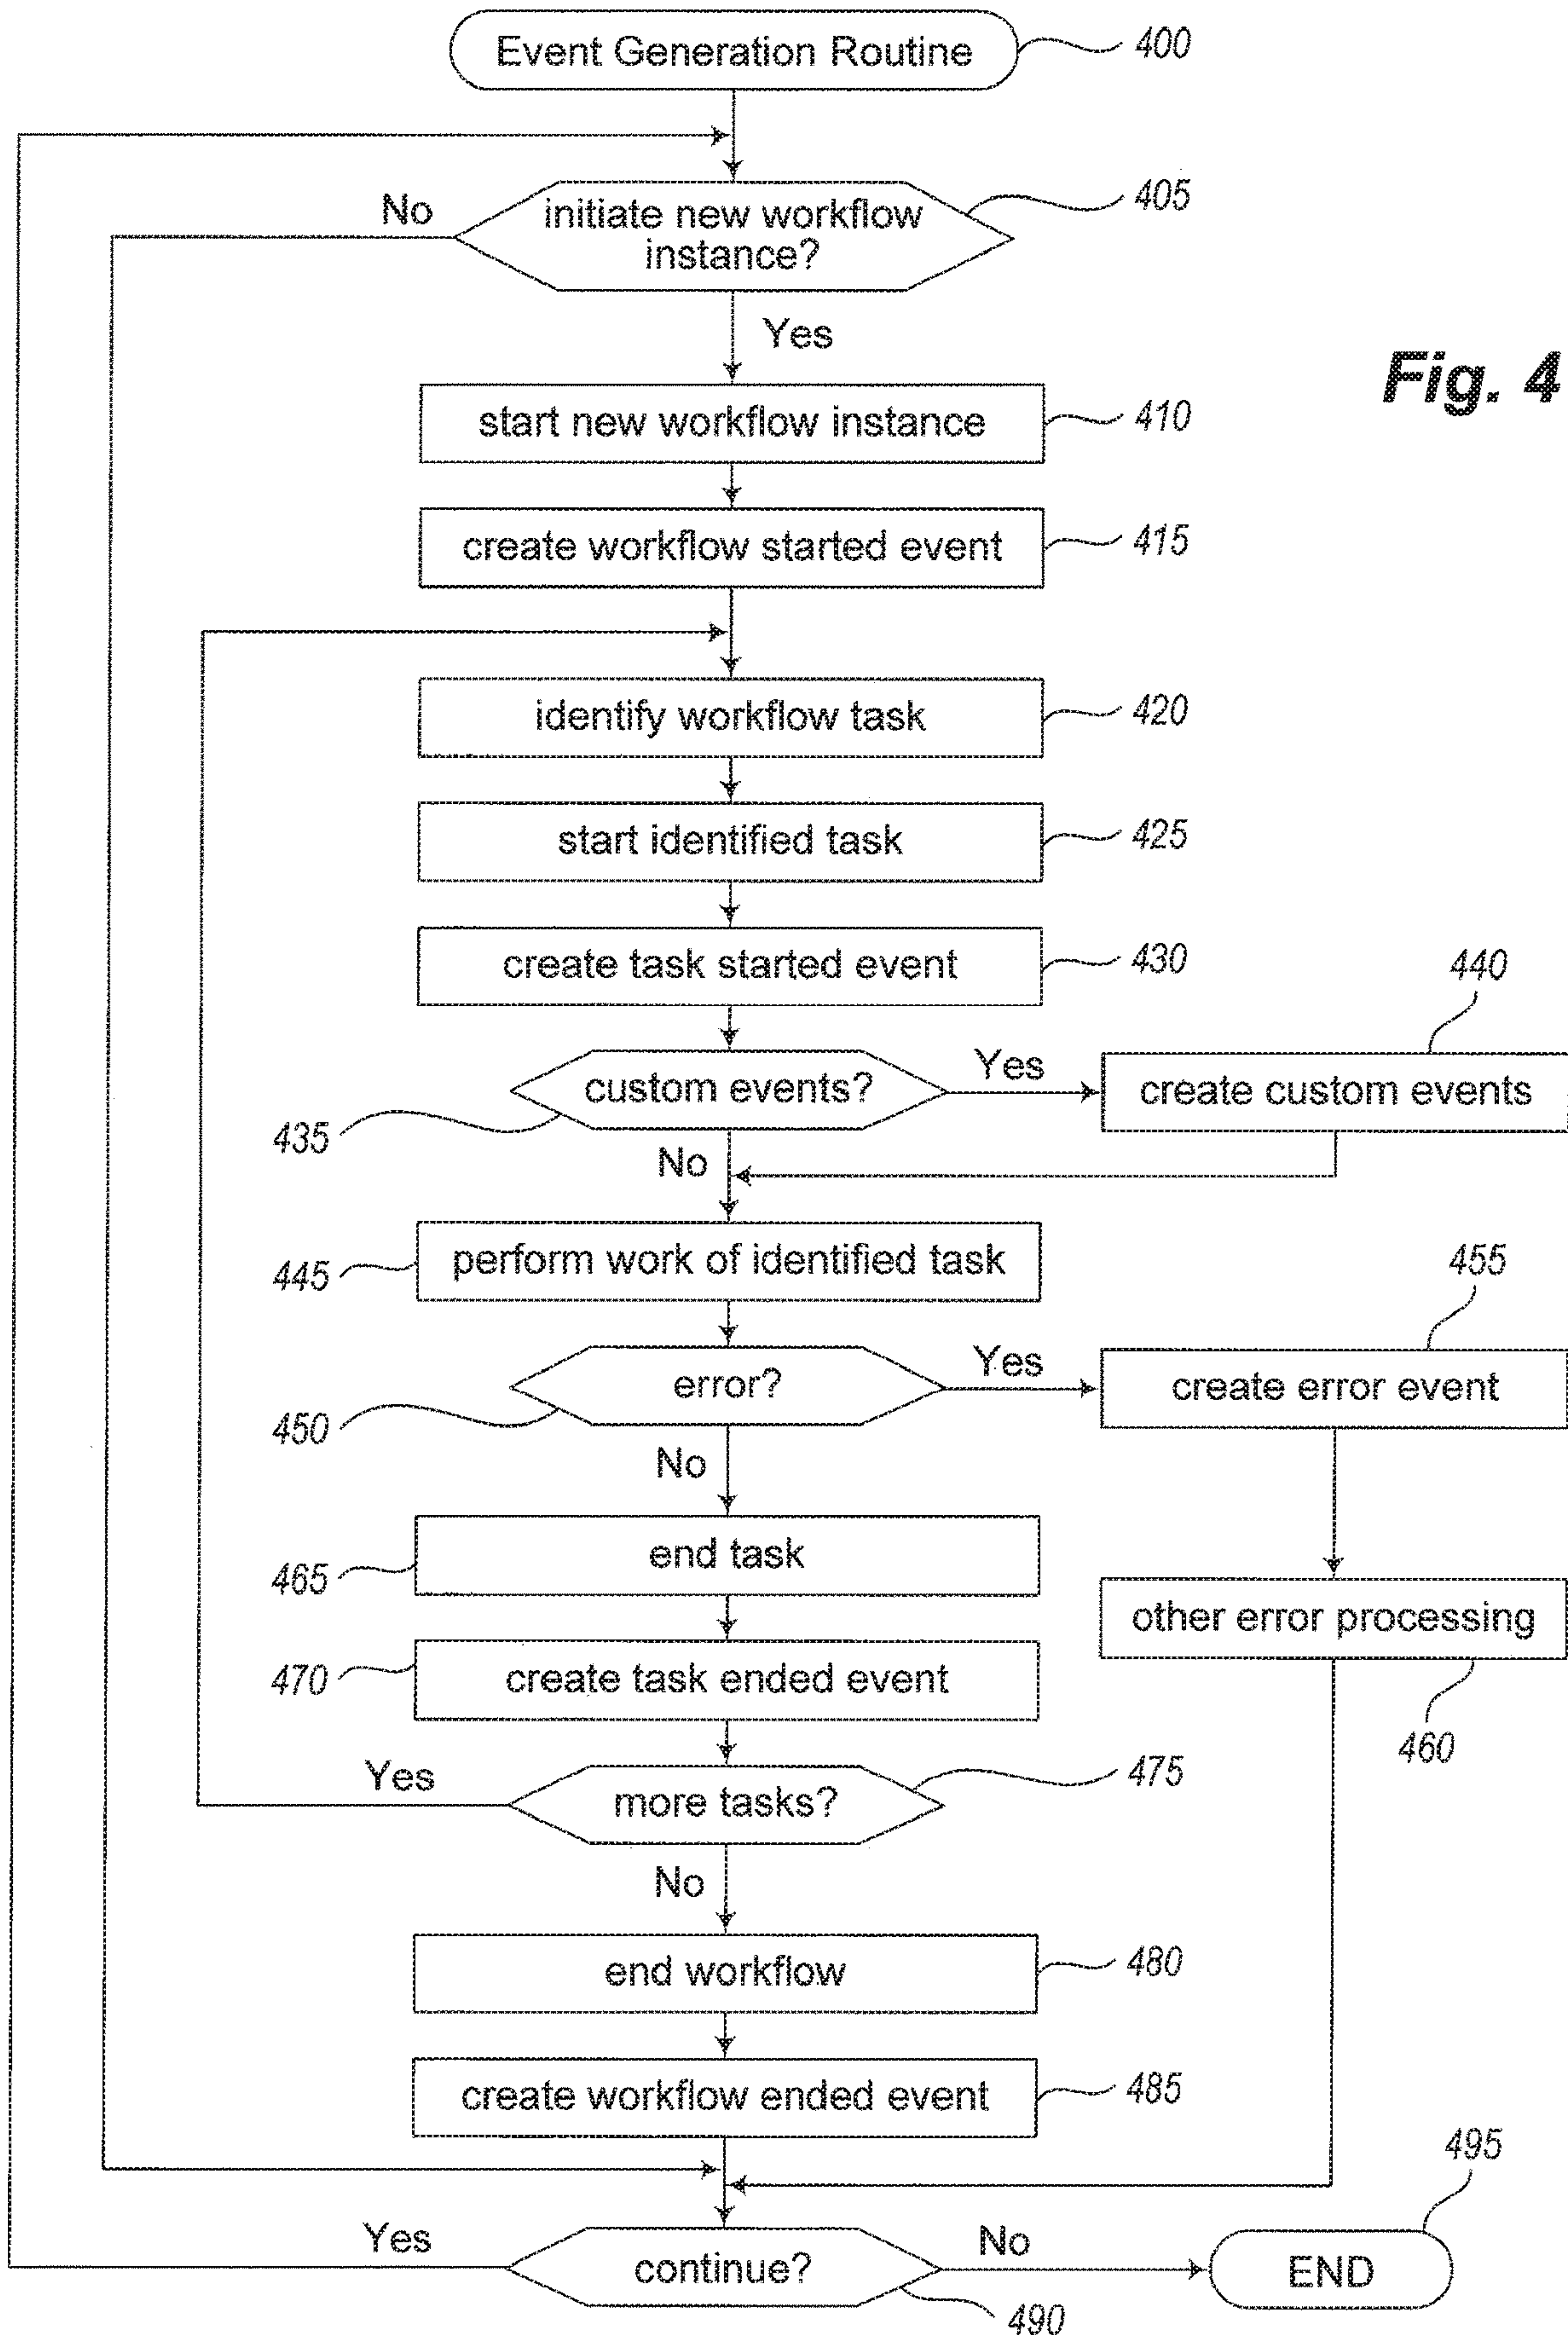 Event Generation Routine
400
No
initiate new workflow
instance?
405
Yes
Fig. 4
start new workflow instance
410
create workflow started event
415
identify workflow task
420
start identified task
425
create task started event
430
440
custom events?
Yes
create custom events
435
No
perform work of identified task
445
455
error?
Yes
create error event
450
No
end task
465
other error processing
create task ended event
470
460
Yes
more tasks?
475
No
end workflow
480
create workflow ended event
485
495
Yes
continue?
No
END
490